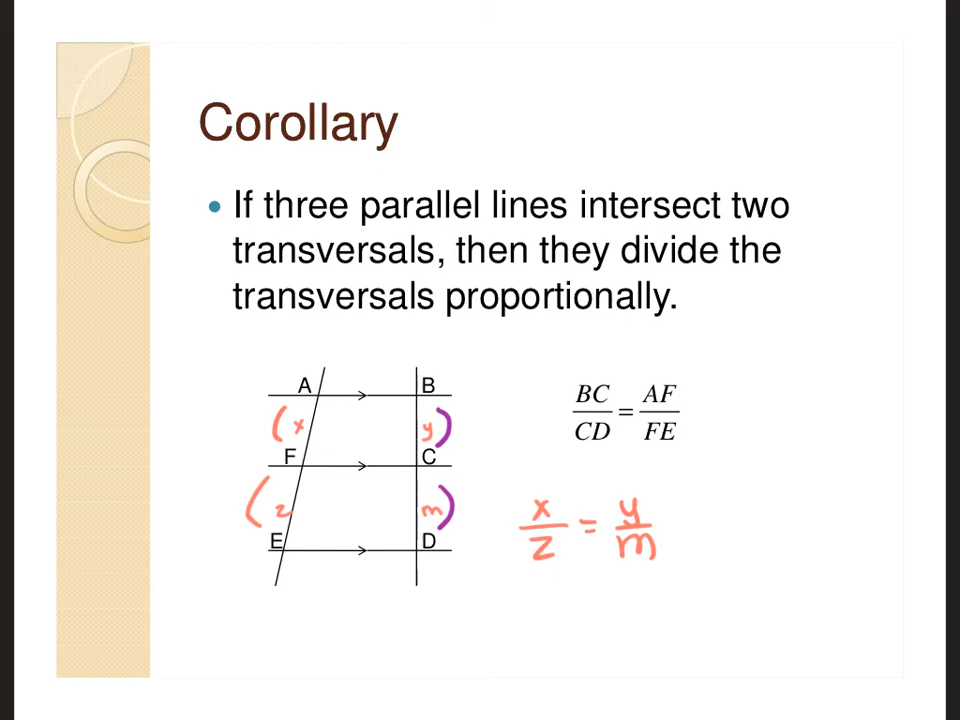 Corollary
If three parallel lines intersect two
transversals, then they divide the
transversals proportionally.
A B
(x y)
F C
(z m)
E D
BC/CD = AF/FE
x/z = y/m